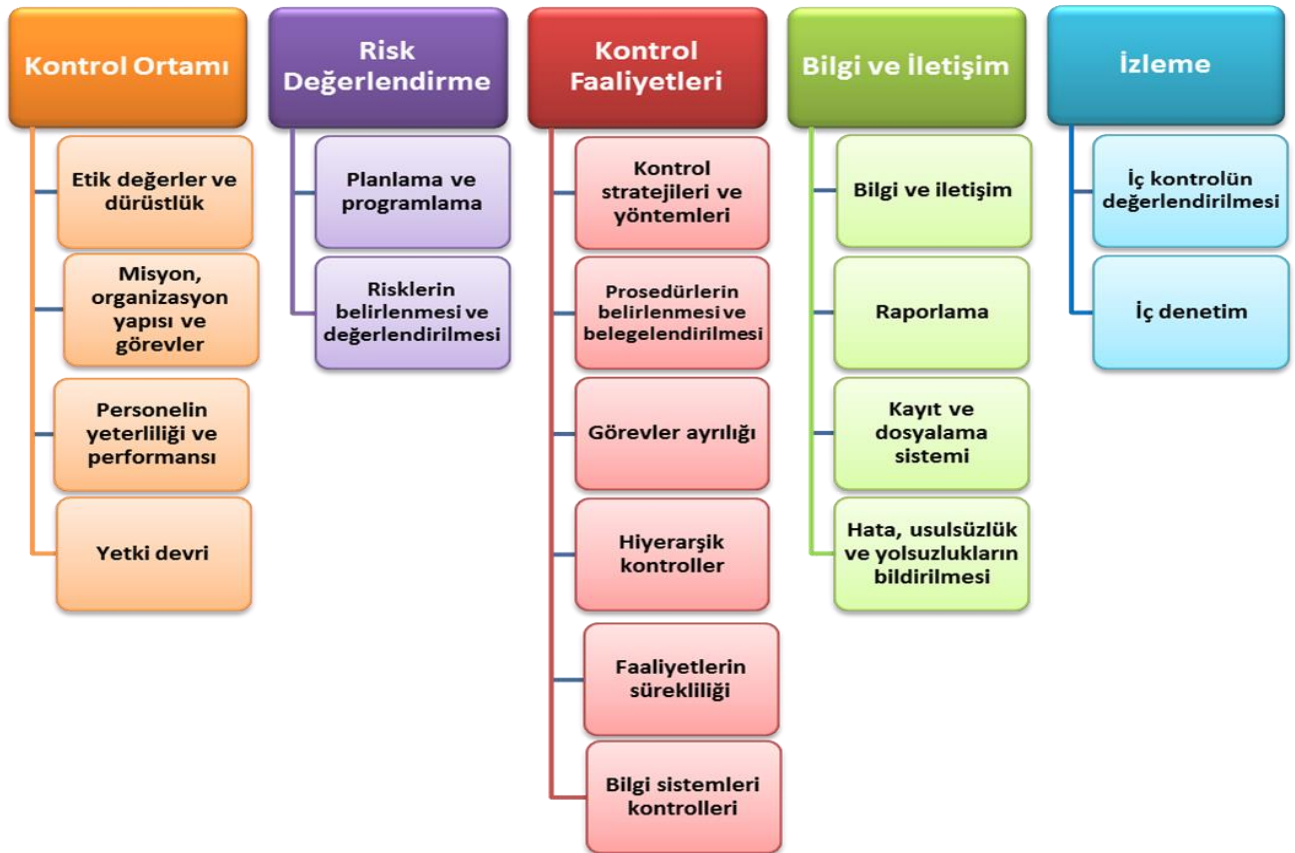 Kontrol Ortamı
Etik değerler ve
dürüstlük
Misyon,
organizasyon
yapısı ve
görevler
Personelin
yeterliliği ve
performansı
Yetki devri
Risk
Değerlendirme
Planlama ve
programlama
Risklerin
belirlenmesi ve
değerlendirilmesi
Kontrol
Faaliyetleri
Kontrol
stratejileri ve
yöntemleri
Prosedürlerin
belirlenmesi ve
belegelendirilmesi
Görevler ayrılığı
Hiyerarşik
kontroller
Faaliyetlerin
sürekliliği
Bilgi sistemleri
kontrolleri
Bilgi ve İletişim
Bilgi ve iletişim
Raporlama
Kayıt ve
dosyalama
sistemi
Hata, usulsüzlük
ve yolsuzlukların
bildirilmesi
İzleme
İç kontrolün
değerlendirilmesi
İç denetim